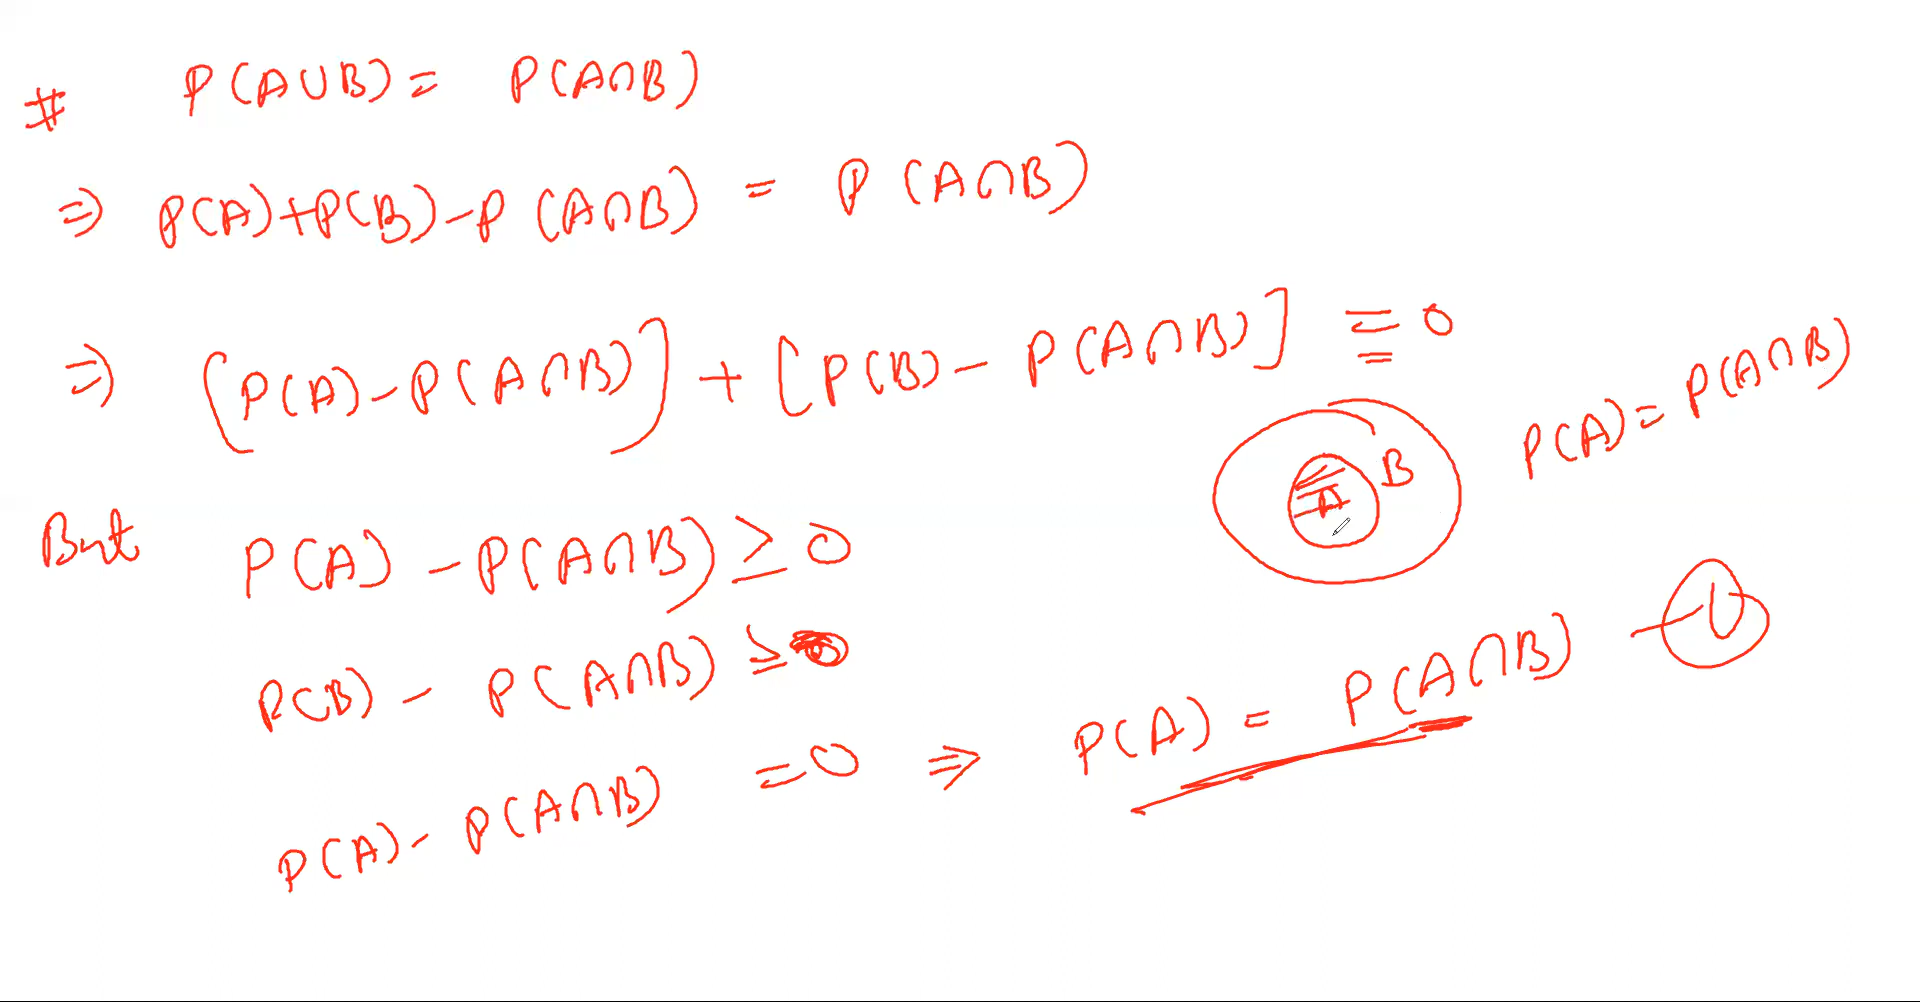 # P(A∪B) = P(A∩B)
⇒ P(A)+P(B)-P(A∩B) = P(A∩B)
⇒ [P(A)-P(A∩B)] + [P(B)-P(A∩B)] = 0
P(A) = P(A∩B)
B
A
But P(A) - P(A∩B) ≥ 0
P(B) - P(A∩B) ≥ 0
P(A) - P(A∩B) = 0 ⇒ P(A) = P(A∩B) - 1